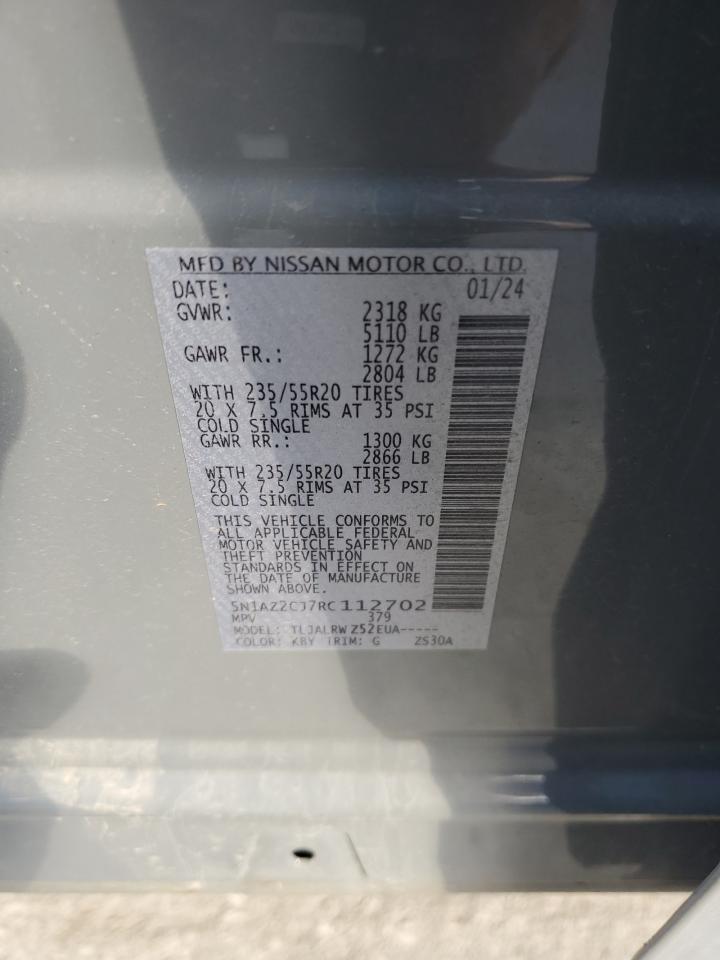 MFD BY NISSAN MOTOR CO., LTD.
DATE: 01/24
GVWR: 2318 KG
5110 LB
GAWR FR.: 1272 KG
2804 LB
WITH 235/55R20 TIRES
20 X 7.5 RIMS AT 35 PSI
COLD SINGLE
GAWR RR.: 1300 KG
2866 LB
WITH 235/55R20 TIRES
20 X 7.5 RIMS AT 35 PSI
COLD SINGLE
THIS VEHICLE CONFORMS TO
ALL APPLICABLE FEDERAL
MOTOR VEHICLE SAFETY AND
THEFT PREVENTION
STANDARDS IN EFFECT ON
THE DATE OF MANUFACTURE
SHOWN ABOVE.
5N1AZ2CJ7RC112702
MPV 379
MODEL: TLJALRW Z52EUA-----
COLOR: KBY TRIM: G ZS30A